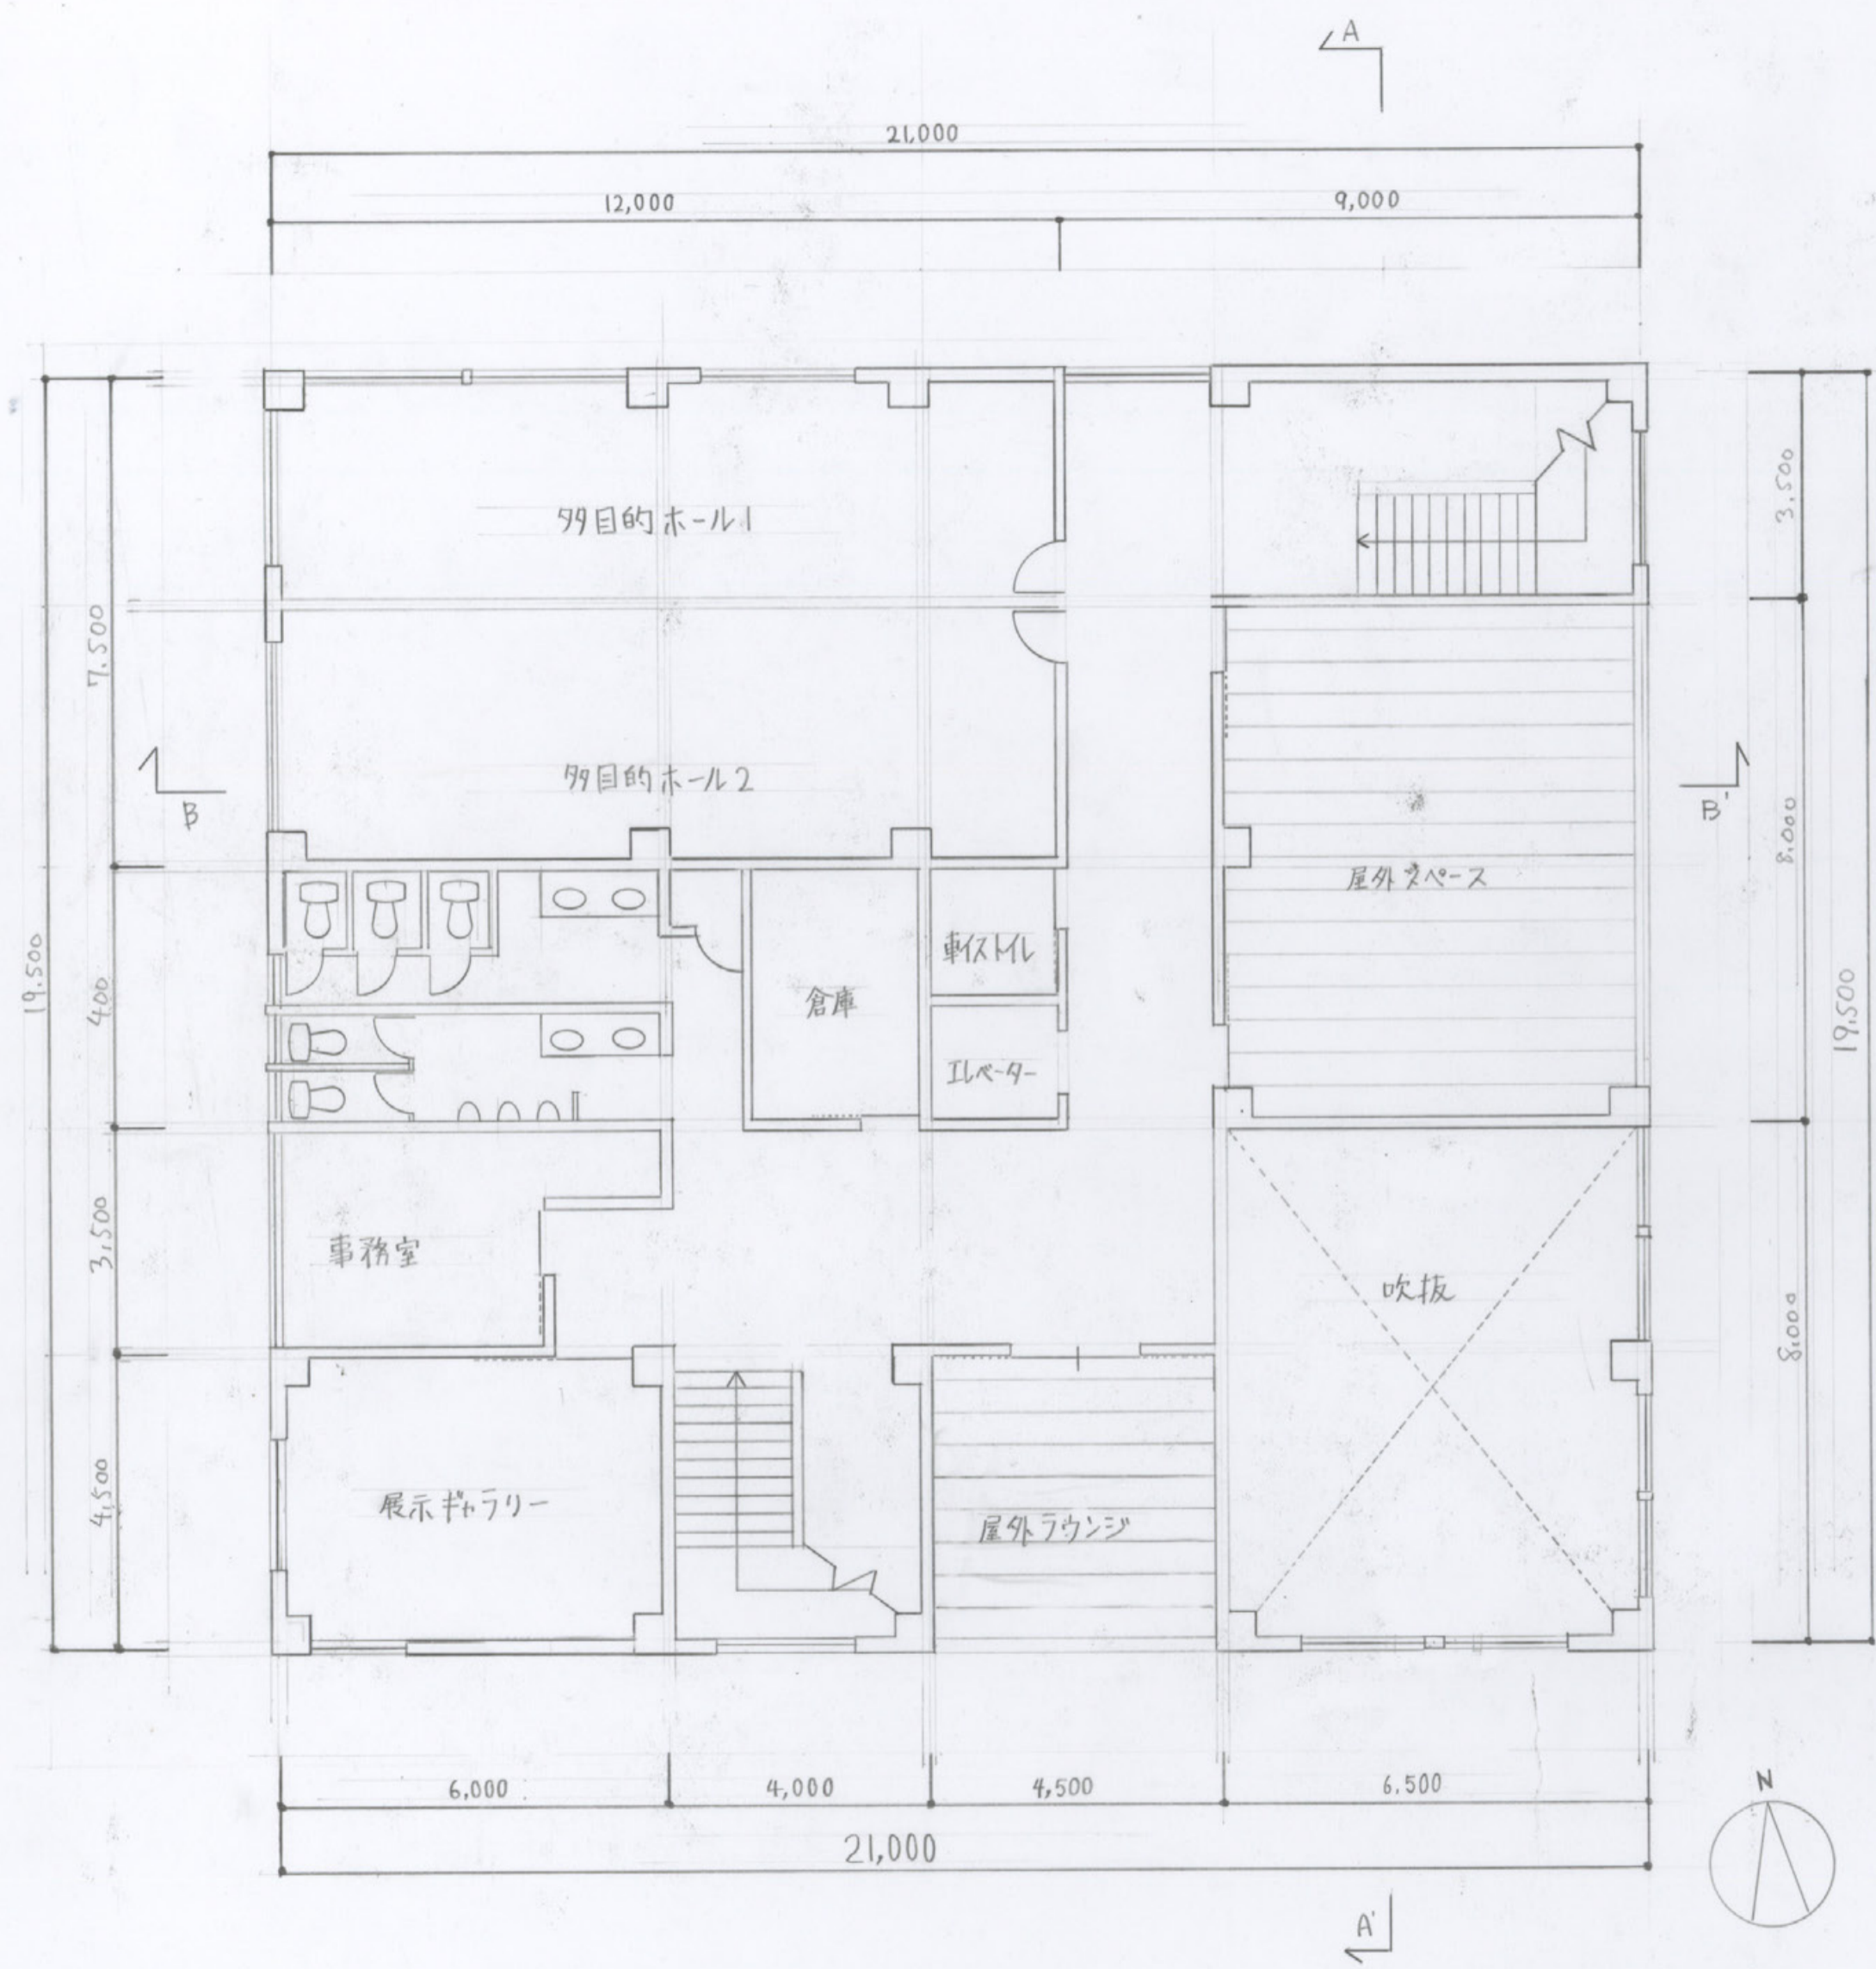 A
21,000
12,000
9,000
多目的ホール1
3,500
7,500
多目的ホール2
B
B'
8,000
屋外スペース
19,500
400
車イストイレ
倉庫
19,500
エレベーター
3,500
事務室
吹抜
8,000
4,500
展示ギャラリー
屋外ラウンジ
6,000
4,000
4,500
6,500
N
21,000
A'